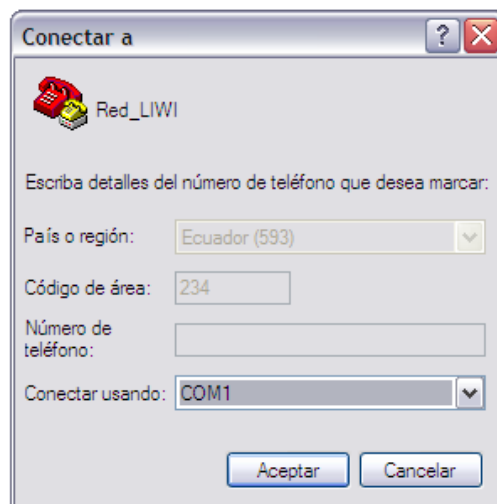 Conectar a
?
Red_LIWI
Escriba detalles del número de teléfono que desea marcar:
País o región:
Ecuador (593)
Código de área:
234
Número de
teléfono:
Conectar usando:
COM1
Aceptar
Cancelar